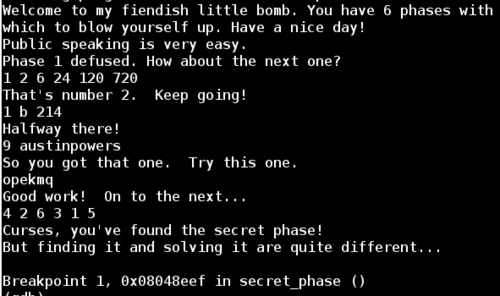 Welcome to my fiendish little bomb. You have 6 phases with
which to blow yourself up. Have a nice day!
Public speaking is very easy.
Phase 1 defused. How about the next one?
1 2 6 24 120 720
That's number 2.  Keep going!
1 b 214
Halfway there!
9 austinpowers
So you got that one.  Try this one.
opekmq
Good work!  On to the next...
4 2 6 3 1 5
Curses, you've found the secret phase!
But finding it and solving it are quite different...
Breakpoint 1, 0x08048eef in secret_phase ()
(gdb)